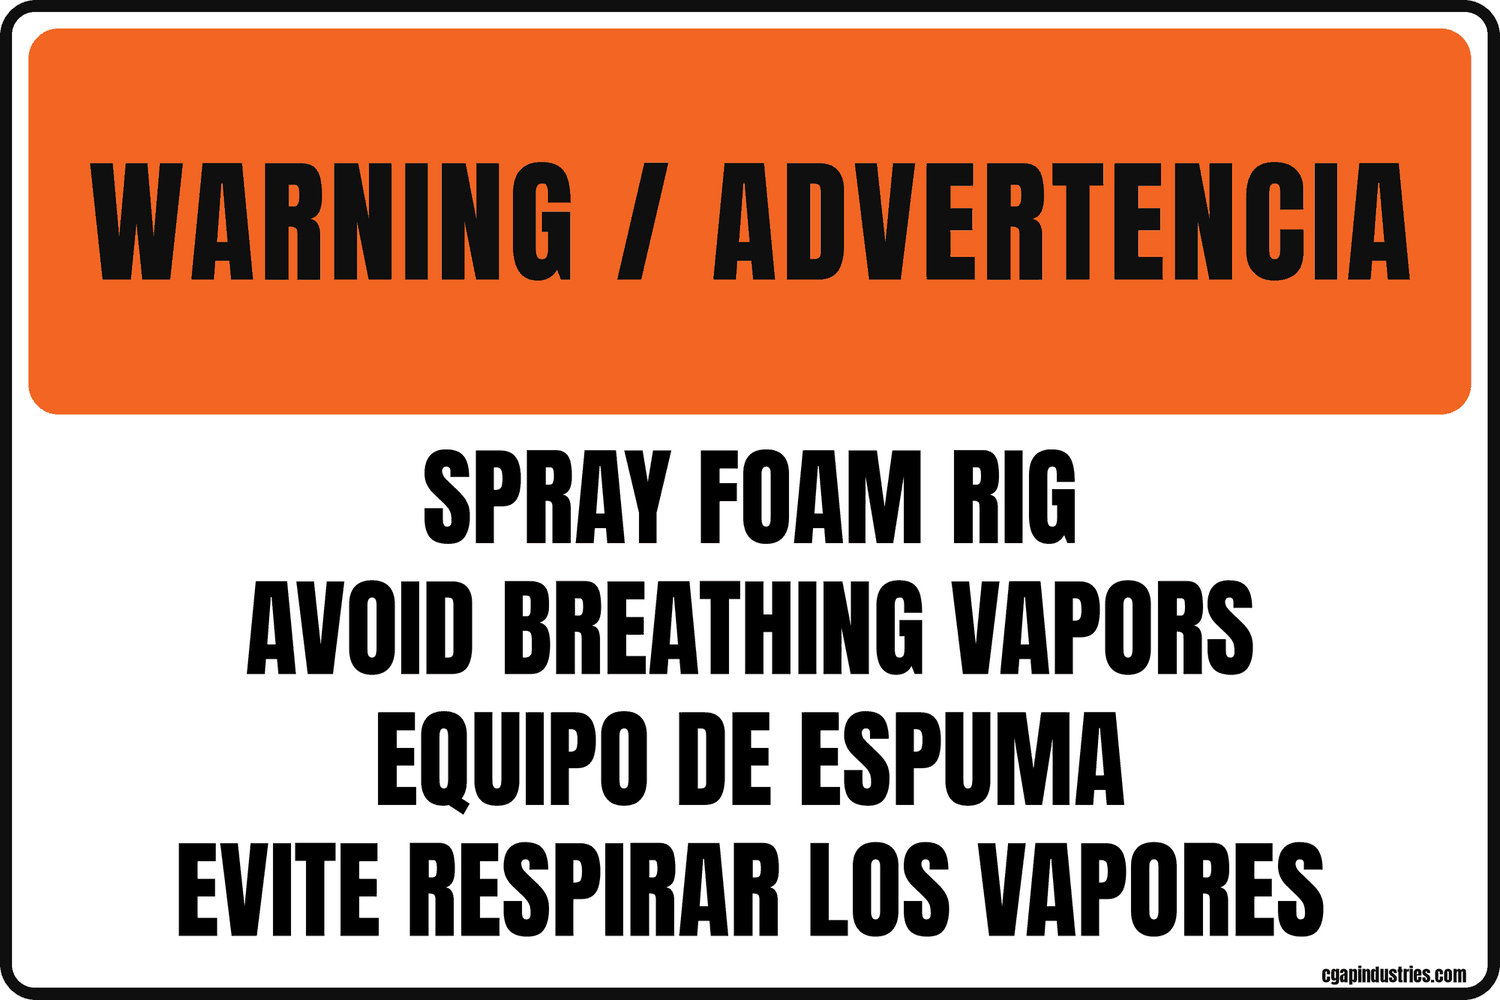 WARNING / ADVERTENCIA
SPRAY FOAM RIG
AVOID BREATHING VAPORS
EQUIPO DE ESPUMA
EVITE RESPIRAR LOS VAPORES
cgapindustries.com